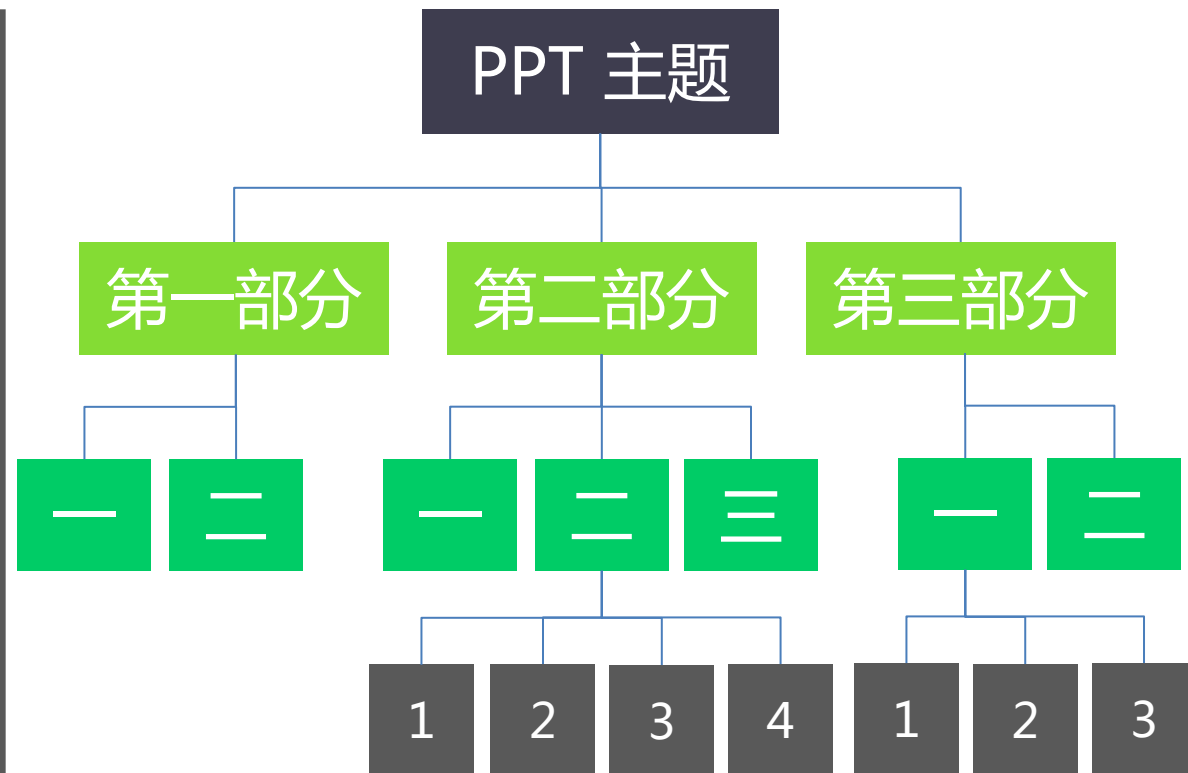 PPT 主题
第一部分 第二部分 第三部分
一 二 一 二 三 一 二
1 2 3 4 1 2 3